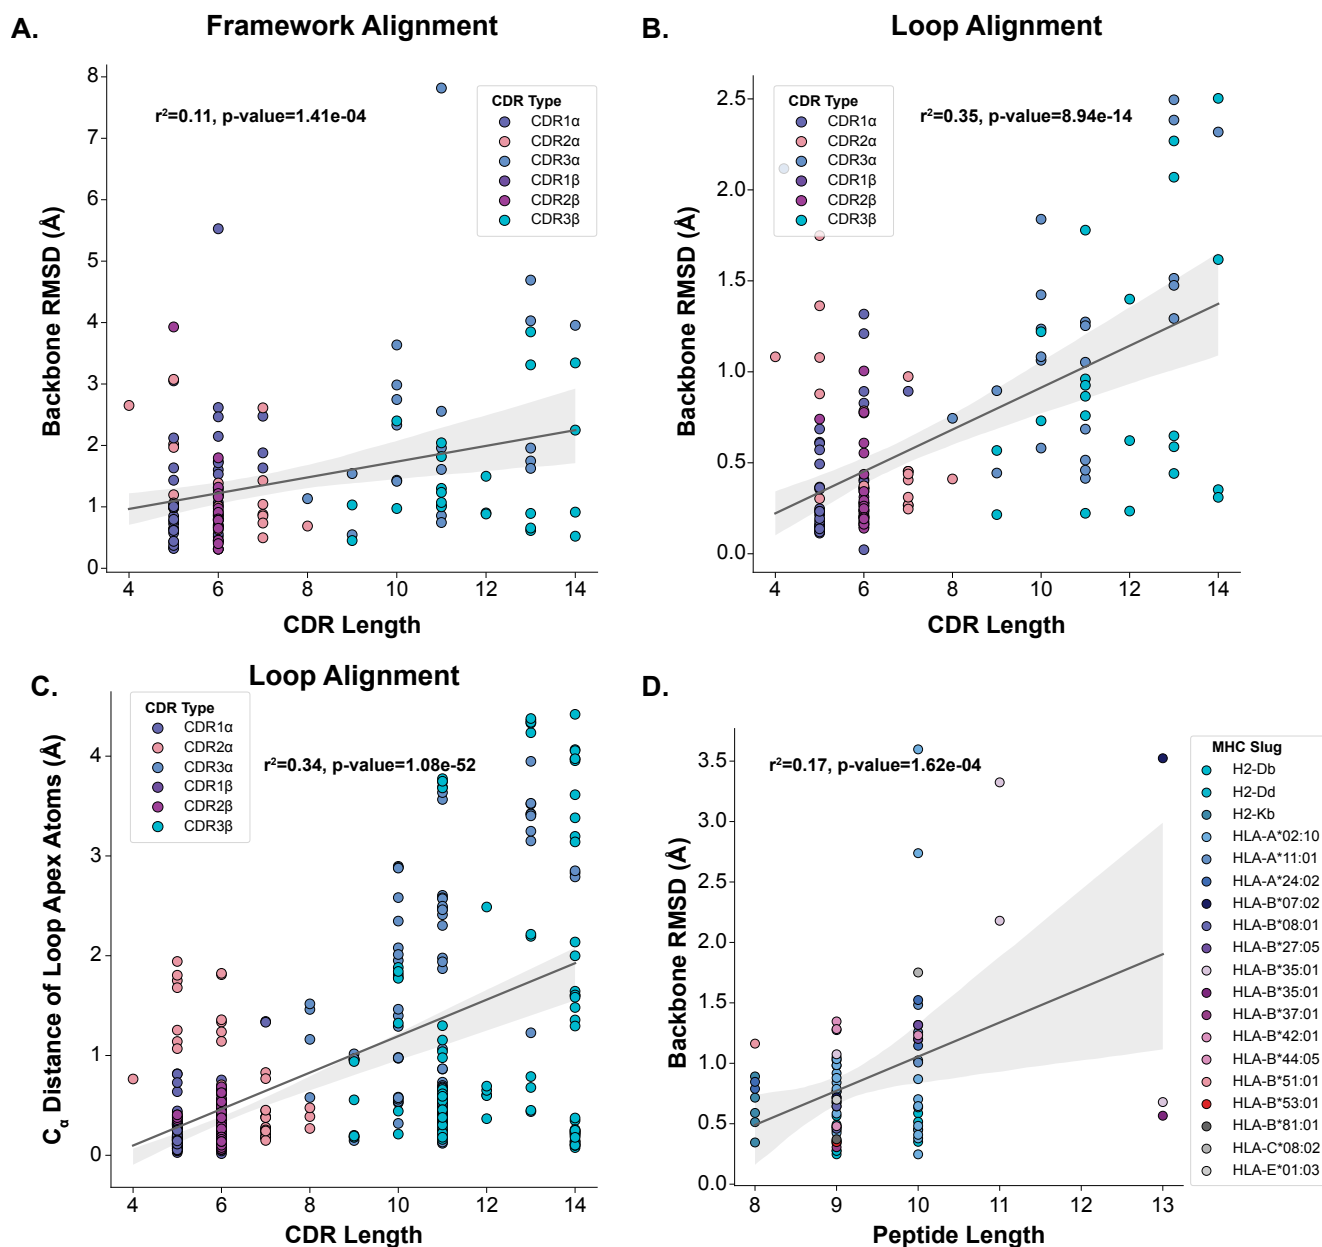 A.
Framework Alignment
8
7
6
5
4
3
2
1
0
Backbone RMSD (Å)
r²=0.11, p-value=1.41e-04
CDR Type
CDR1α
CDR2α
CDR3α
CDR1β
CDR2β
CDR3β
4 6 8 10 12 14
CDR Length
B.
Loop Alignment
2.5
2.0
1.5
1.0
0.5
0.0
Backbone RMSD (Å)
CDR Type
CDR1α
CDR2α
CDR3α
CDR1β
CDR2β
CDR3β
r²=0.35, p-value=8.94e-14
4 6 8 10 12 14
CDR Length
C.
Loop Alignment
4
3
2
1
0
Cα Distance of Loop Apex Atoms (Å)
CDR Type
CDR1α
CDR2α
CDR3α
CDR1β
CDR2β
CDR3β
r²=0.34, p-value=1.08e-52
4 6 8 10 12 14
CDR Length
D.
3.5
3.0
2.5
2.0
1.5
1.0
0.5
0.0
Backbone RMSD (Å)
r²=0.17, p-value=1.62e-04
8 9 10 11 12 13
Peptide Length
MHC Slug
H2-Db
H2-Dd
H2-Kb
HLA-A*02:10
HLA-A*11:01
HLA-A*24:02
HLA-B*07:02
HLA-B*08:01
HLA-B*27:05
HLA-B*35:01
HLA-B*35:01
HLA-B*37:01
HLA-B*42:01
HLA-B*44:05
HLA-B*51:01
HLA-B*53:01
HLA-B*81:01
HLA-C*08:02
HLA-E*01:03